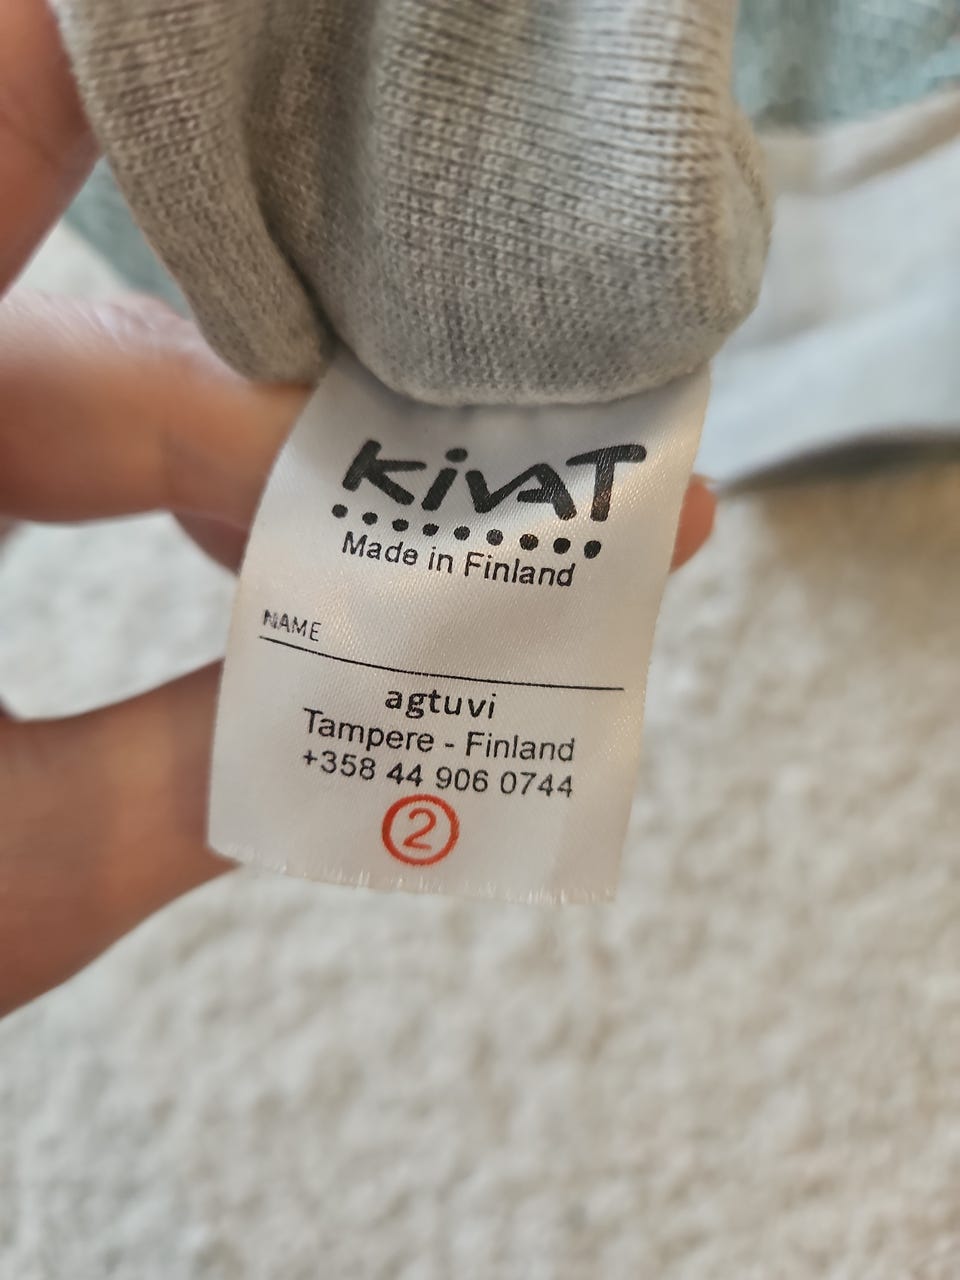 KivAT
Made in Finland
NAME
agtuvi
Tampere - Finland
+358 44 906 0744
2